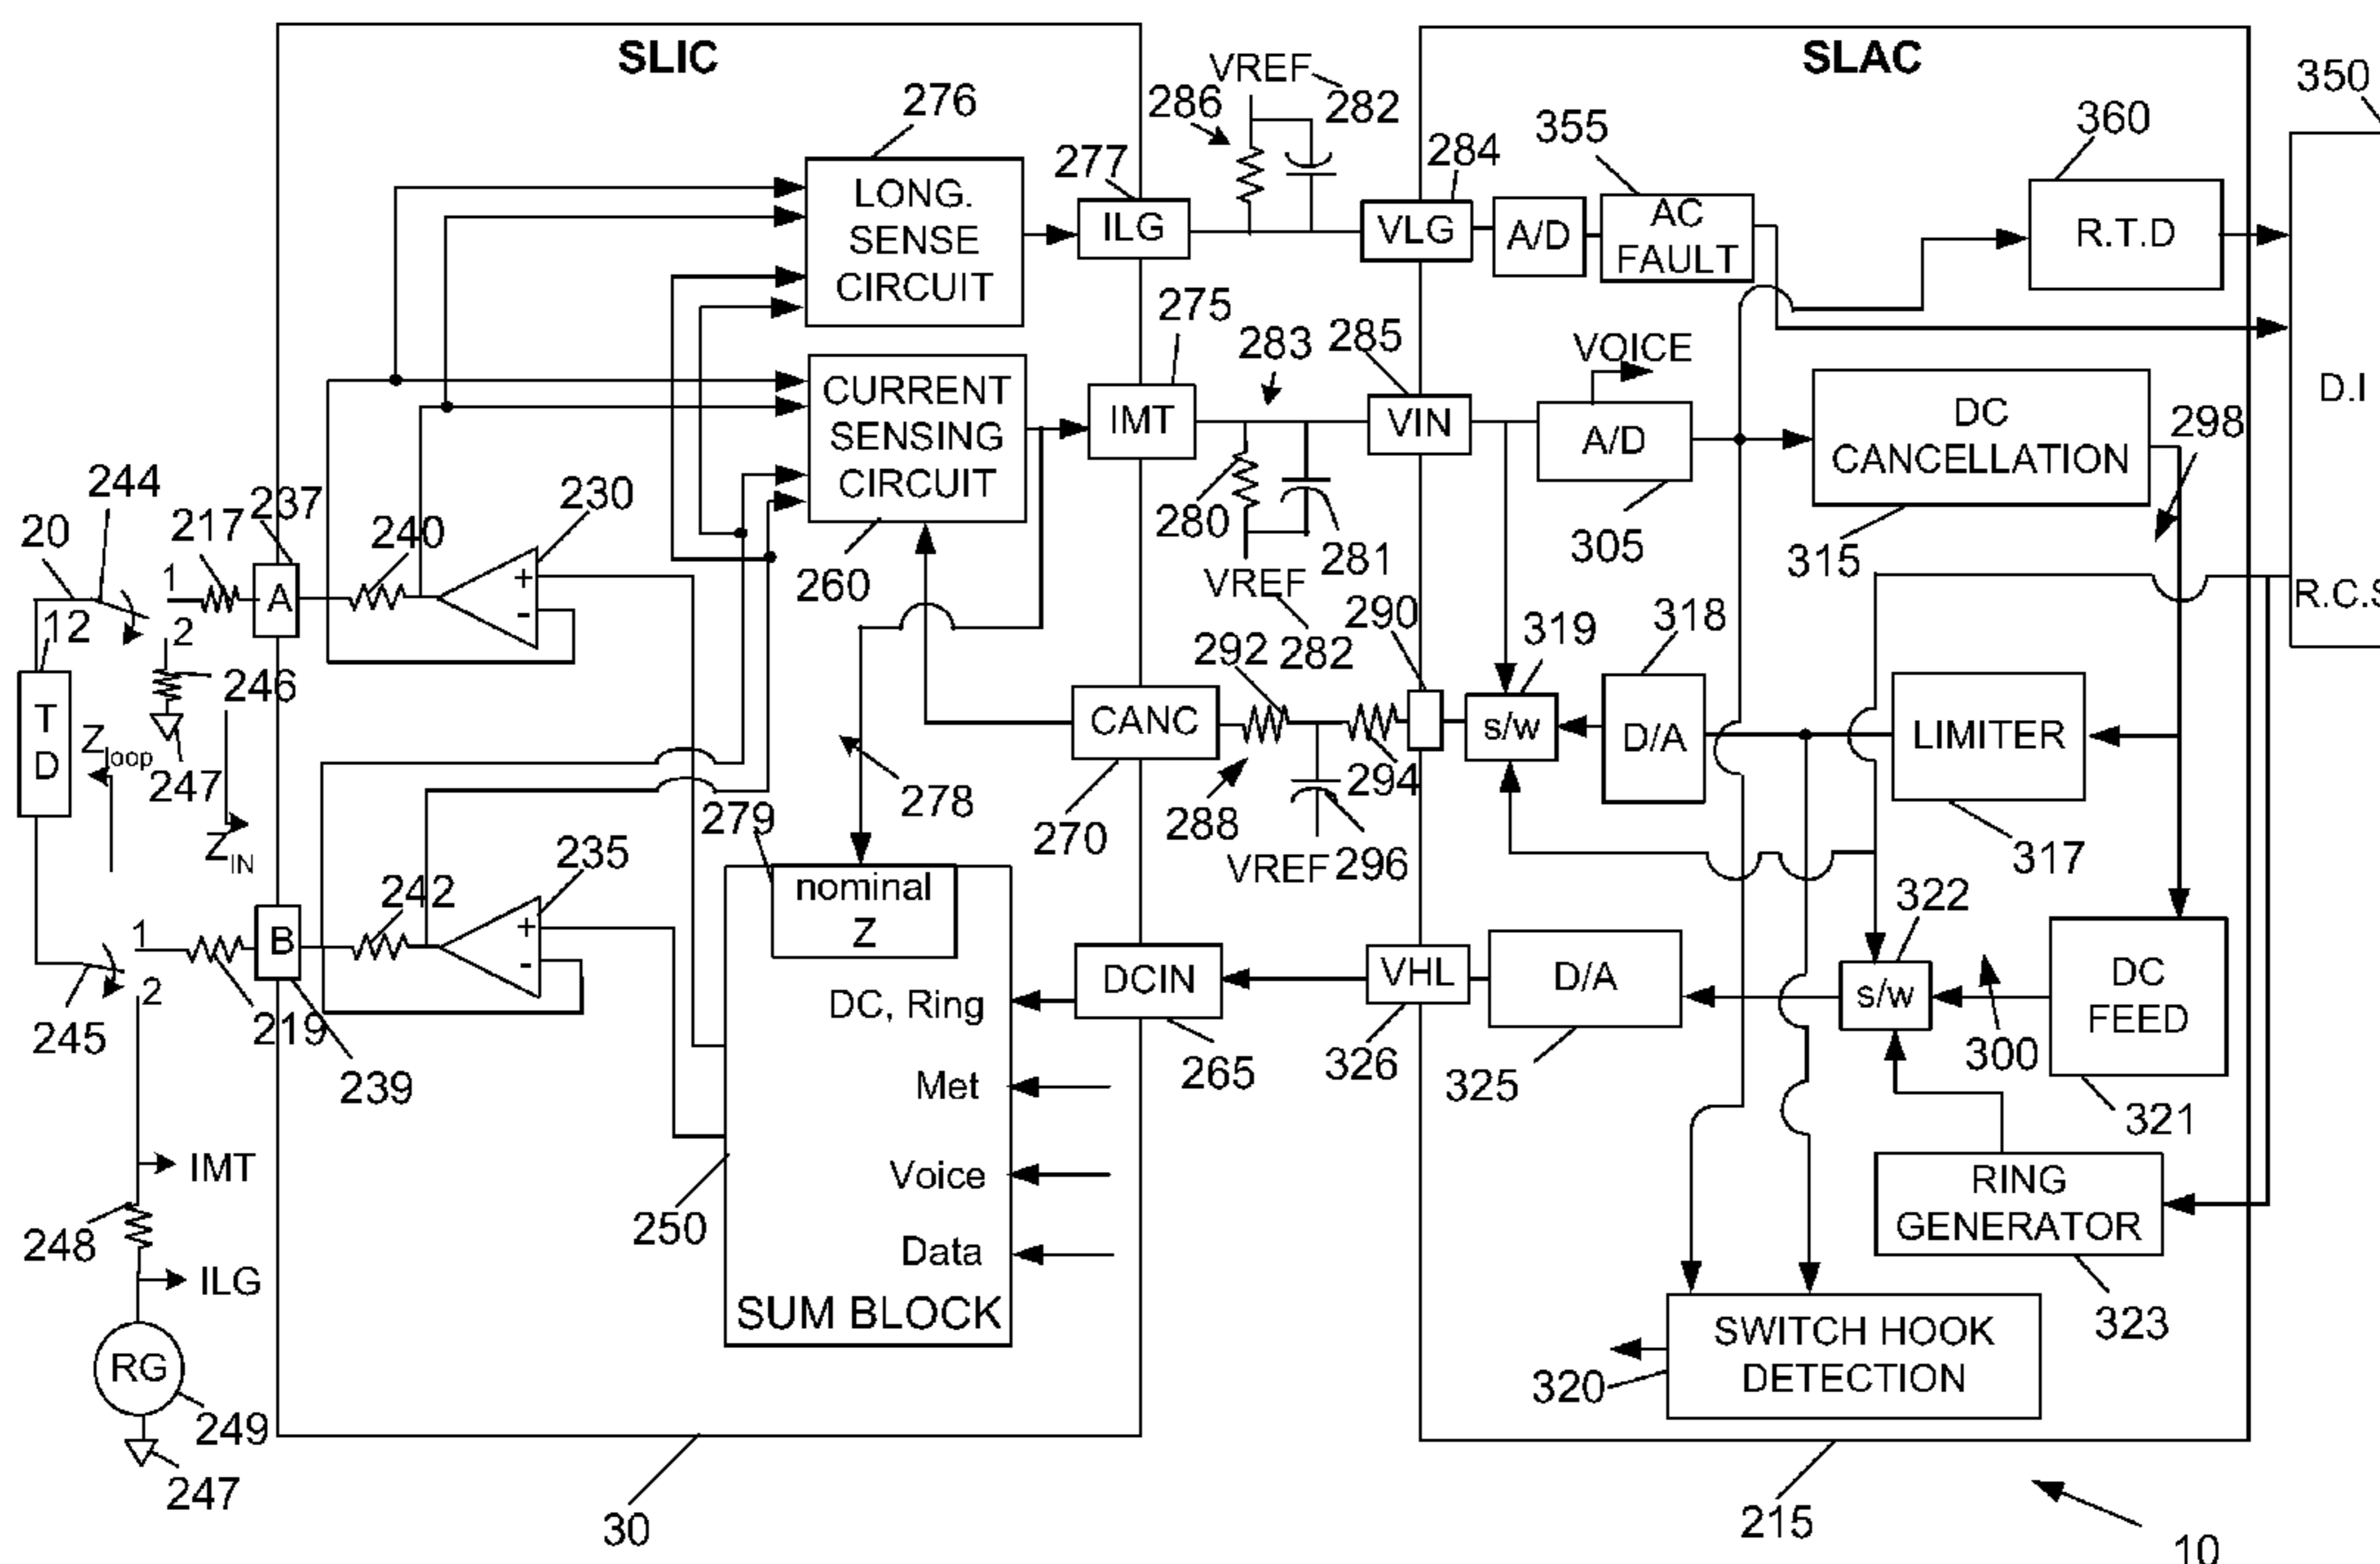 SLIC
SLAC
350
VREF
282
286
276
355
360
277
284
LONG.
SENSE
CIRCUIT
ILG
VLG
A/D
AC
FAULT
R.T.D
275
283
285
VOICE
D.I
CURRENT
SENSING
CIRCUIT
IMT
VIN
A/D
DC
CANCELLATION
298
244
237
230
20
217
240
280
281
305
315
260
VREF
282
290
R.C.S
1
A
+
-
12
2
246
292
319
318
T
D
Zloop
247
CANC
294
s/w
D/A
LIMITER
278
279
288
270
ZIN
235
VREF
296
317
242
nominal
Z
322
1
B
+
-
2
DCIN
VHL
D/A
s/w
DC
FEED
DC, Ring
245
219
300
239
265
326
325
321
Met
IMT
Voice
RING
GENERATOR
250
248
Data
ILG
SUM BLOCK
323
SWITCH HOOK
DETECTION
RG
320
249
247
30
215
10